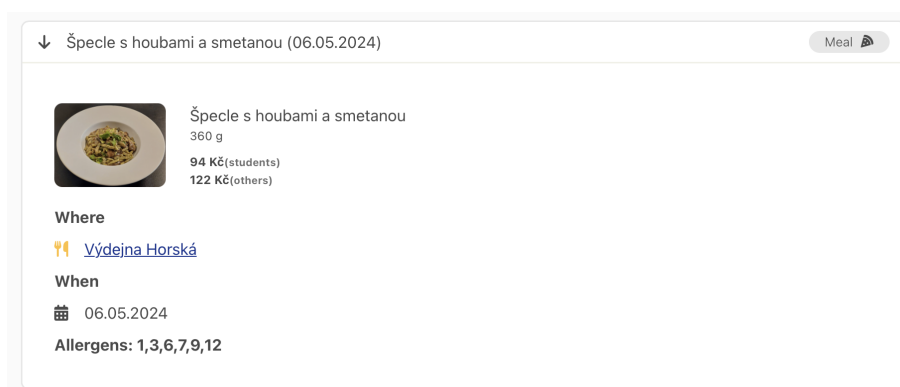 Špecle s houbami a smetanou (06.05.2024)
Meal
Špecle s houbami a smetanou
360 g
94 Kč(students)
122 Kč(others)
Where
Výdejna Horská
When
06.05.2024
Allergens: 1,3,6,7,9,12